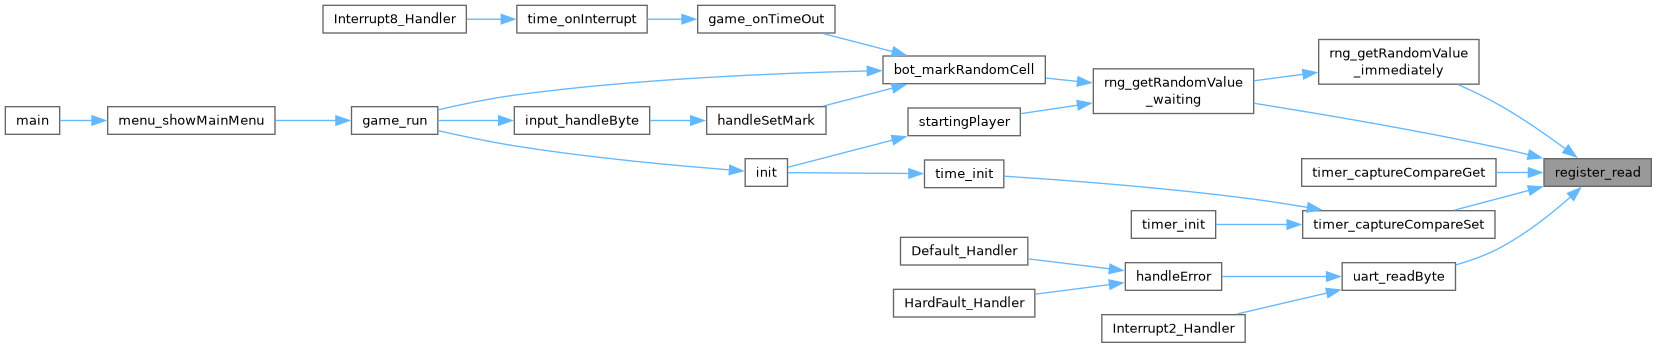 Interrupt8_Handler
time_onInterrupt
game_onTimeOut
bot_markRandomCell
rng_getRandomValue
_waiting
rng_getRandomValue
_immediately
main
menu_showMainMenu
game_run
input_handleByte
handleSetMark
startingPlayer
init
time_init
timer_captureCompareGet
register_read
timer_init
timer_captureCompareSet
Default_Handler
handleError
uart_readByte
HardFault_Handler
Interrupt2_Handler